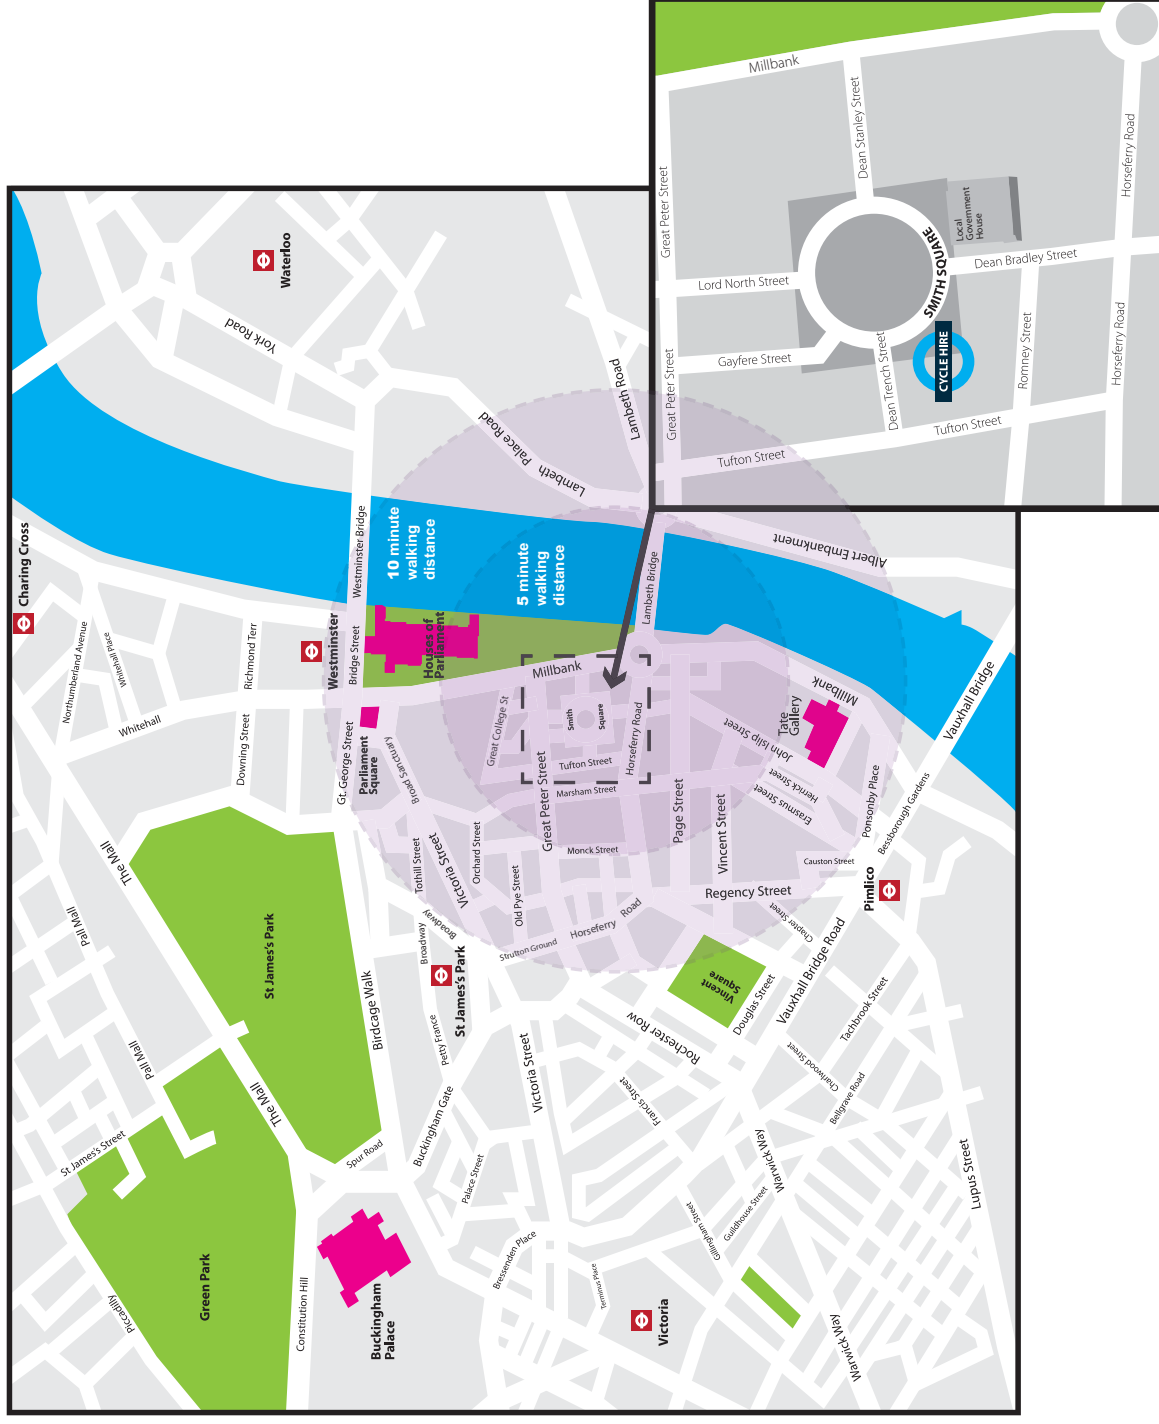 Millbank
Great Peter Street
Dean Stanley Street
Horseferry Road
Local
Government
House
SMITH SQUARE
Lord North Street
Dean Bradley Street
Gayfere Street
Great Peter Street
Dean Trench Street
CYCLE HIRE
Romney Street
Horseferry Road
Tufton Street
Tufton Street
Waterloo
York Road
Lambeth Road
Lambeth Palace Road
Albert Embankment
Charing Cross
Westminster Bridge
10 minute
walking
distance
5 minute
walking
distance
Lambeth Bridge
Northumberland Avenue
Whitehall Place
Richmond Terr
Westminster
Bridge Street
Houses of
Parliament
Millbank
Whitehall
Downing Street
Gt. George Street
Parliament
Square
Broad Sanctuary
Great College St
Smith
Square
Horseferry Road
Tufton Street
Marsham Street
John Islip Street
Tate
Gallery
Millbank
Vauxhall Bridge
Herrick Street
Erasmus Street
Ponsonby Place
Bessborough Gardens
The Mall
Pall Mall
St James's Park
Tothill Street
Victoria Street
Orchard Street
Old Pye Street
Great Peter Street
Monck Street
Page Street
Vincent Street
Causton Street
Regency Street
Pimlico
Broadway
Broadway
Strutton Ground
Horseferry Road
Chapter Street
Vauxhall Bridge Road
St James's Park
Birdcage Walk
Petty France
Vincent
Square
Douglas Street
Tachbrook Street
Rochester Row
Pall Mall
The Mall
Victoria Street
Francis Street
Charlwood Street
Bellgrave Road
St James's Street
Spur Road
Buckingham Gate
Palace Street
Warwick Way
Lupus Street
Gillingham Street
Guildhouse Street
Green Park
Piccadilly
Constitution Hill
Buckingham
Palace
Bressenden Place
Terminus Place
Victoria
Warwick Way